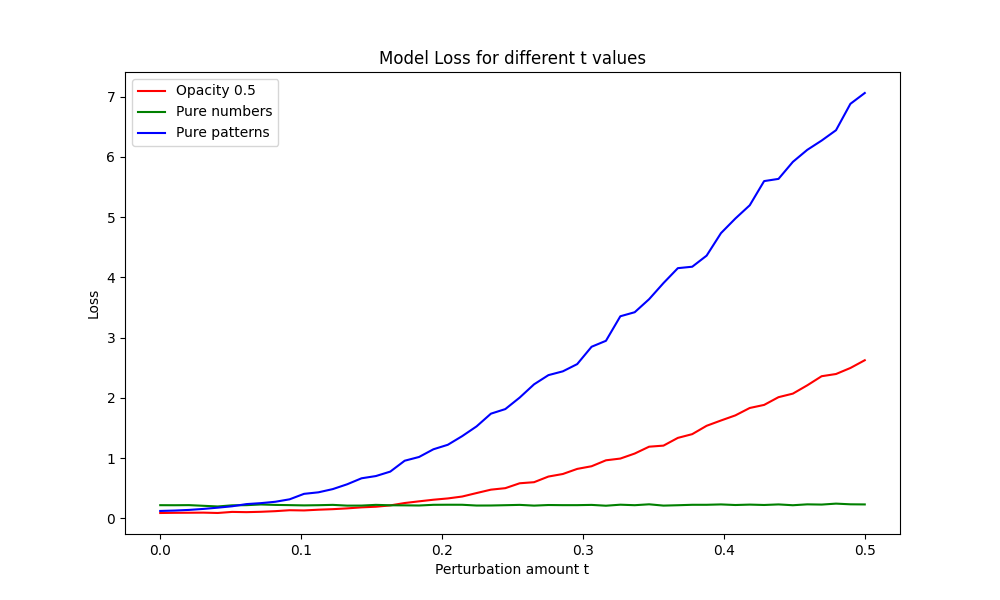 Model Loss for different t values
Opacity 0.5
Pure numbers
Pure patterns
7
6
5
4
3
2
1
0
Loss
0.0 0.1 0.2 0.3 0.4 0.5
Perturbation amount t